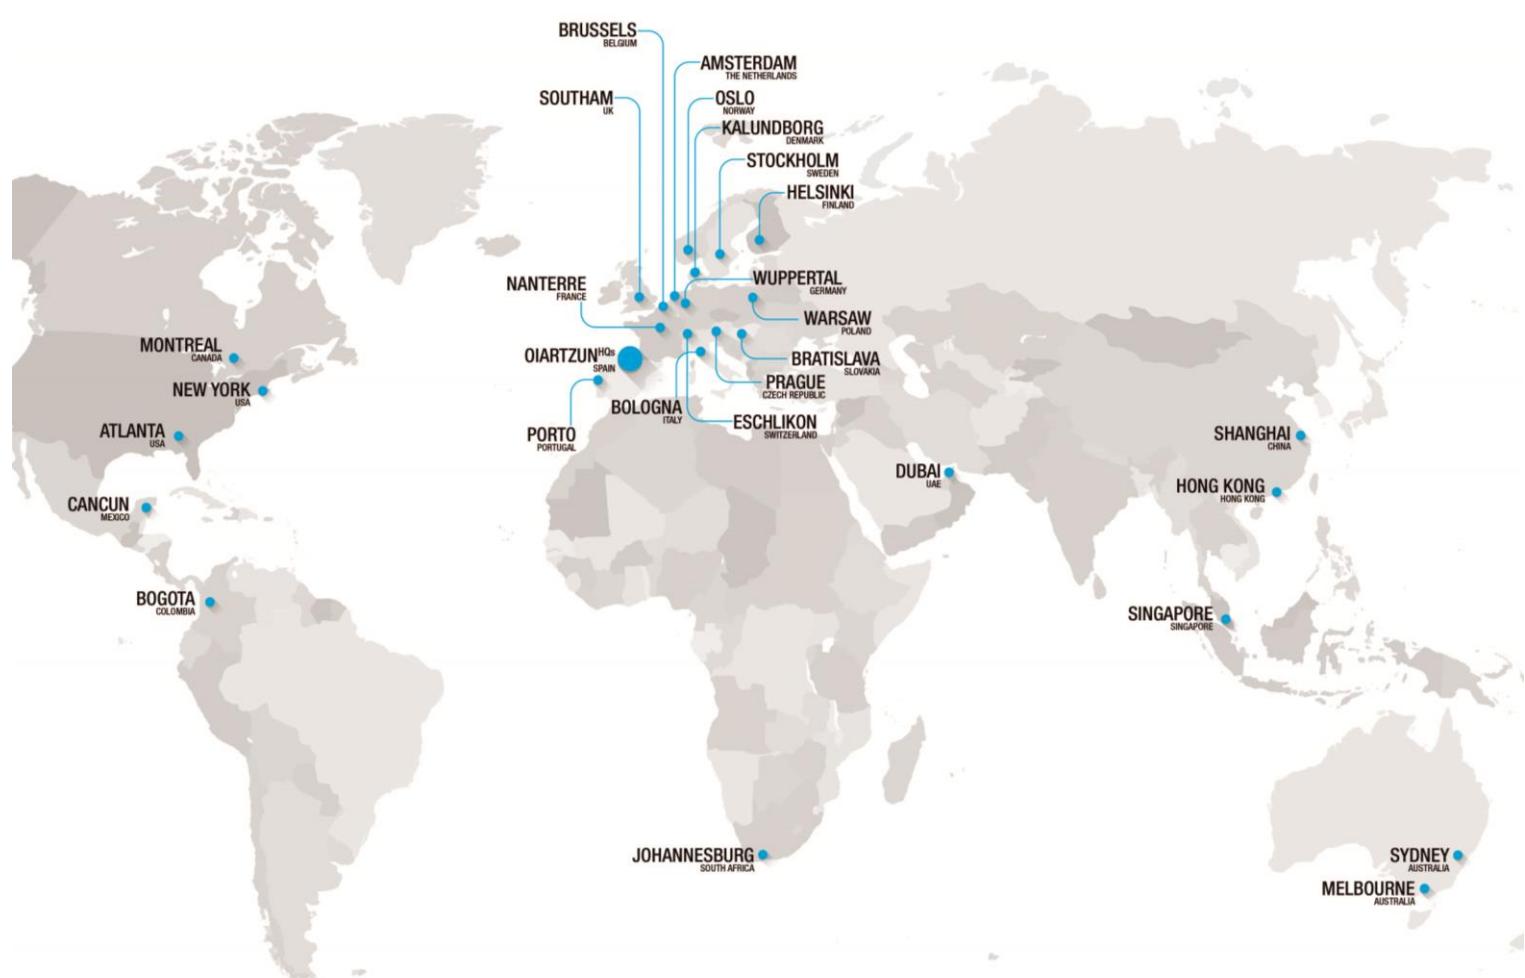 BRUSSELS
BELGIUM
AMSTERDAM
THE NETHERLANDS
SOUTHAM
UK
OSLO
NORWAY
KALUNDBORG
DENMARK
STOCKHOLM
SWEDEN
HELSINKI
FINLAND
NANTERRE
FRANCE
WUPPERTAL
GERMANY
WARSAW
POLAND
MONTREAL
CANADA
OIARTZUN HQs
SPAIN
BRATISLAVA
SLOVAKIA
NEW YORK
USA
PRAGUE
CZECH REPUBLIC
BOLOGNA
ITALY
ESCHLIKON
SWITZERLAND
ATLANTA
USA
PORTO
PORTUGAL
SHANGHAI
CHINA
DUBAI
UAE
HONG KONG
HONG KONG
CANCUN
MEXICO
BOGOTA
COLOMBIA
SINGAPORE
SINGAPORE
JOHANNESBURG
SOUTH AFRICA
SYDNEY
AUSTRALIA
MELBOURNE
AUSTRALIA